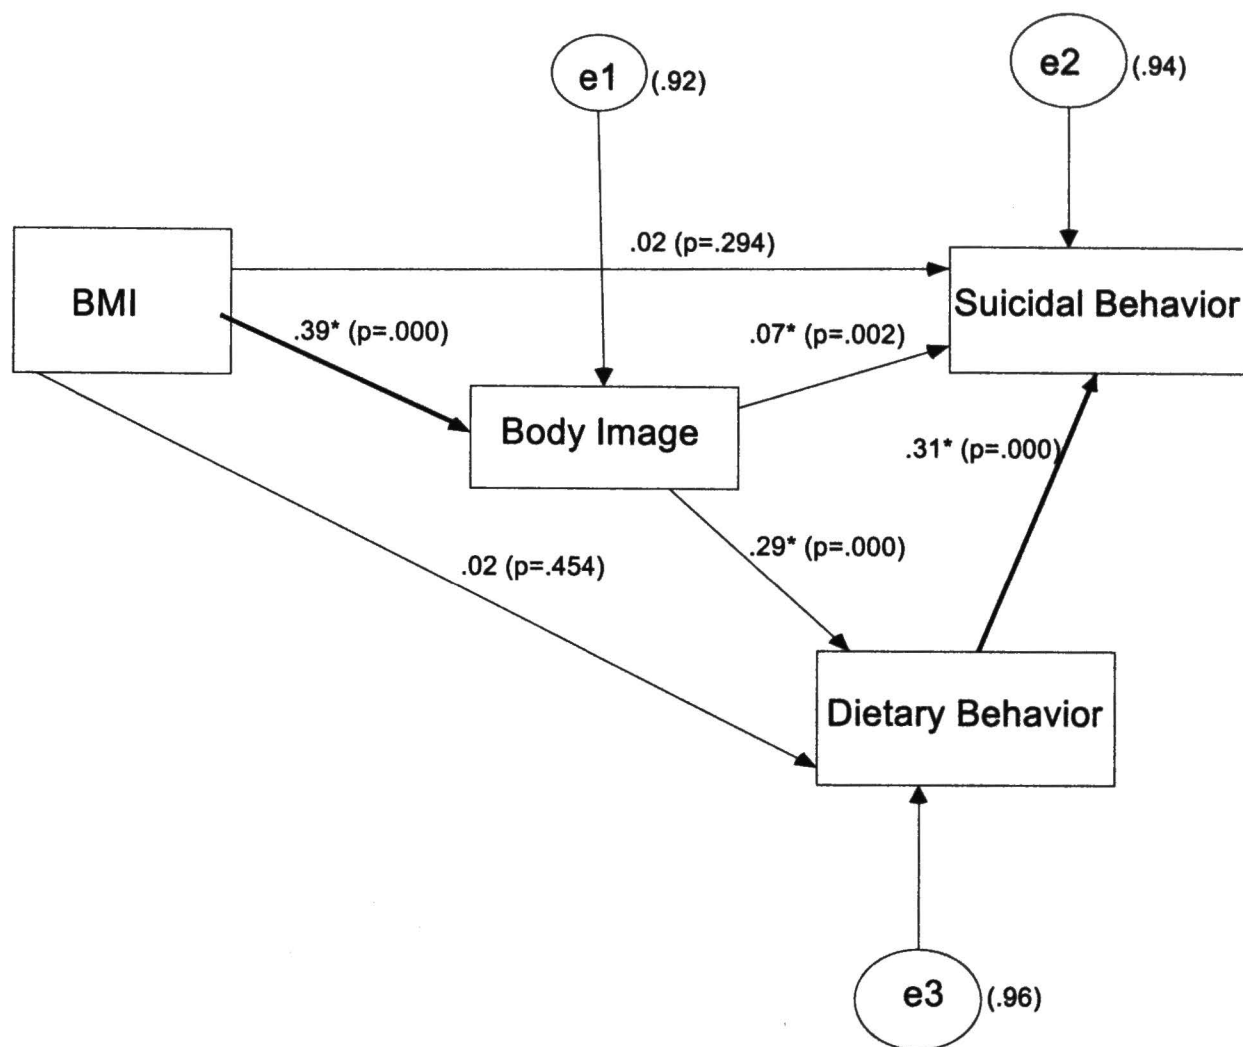 e1 (.92)
e2 (.94)
BMI
.02 (p=.294)
Suicidal Behavior
.39* (p=.000)
.07* (p=.002)
Body Image
.31* (p=.000)
.29* (p=.000)
.02 (p=.454)
Dietary Behavior
e3 (.96)